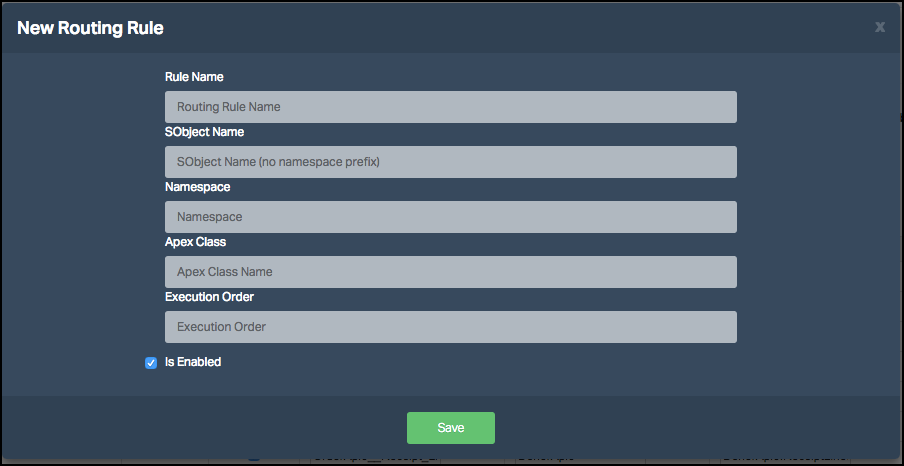 New Routing Rule
x
Rule Name
Routing Rule Name
SObject Name
SObject Name (no namespace prefix)
Namespace
Namespace
Apex Class
Apex Class Name
Execution Order
Execution Order
Is Enabled
Save